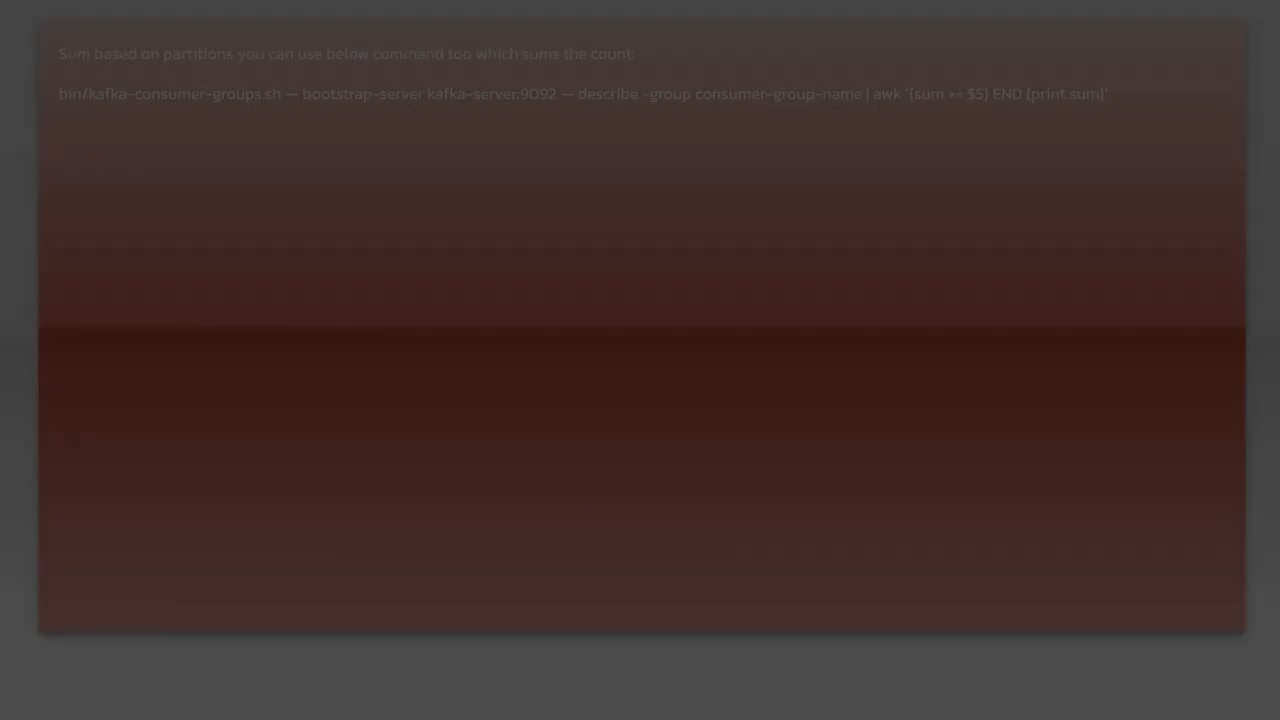 Sum based on partitions you can use below command too which sums the count:
bin/kafka-consumer-groups.sh — bootstrap-server kafka-server:9092 — describe -group consumer-group-name | awk '{sum += $5} END {print sum}'